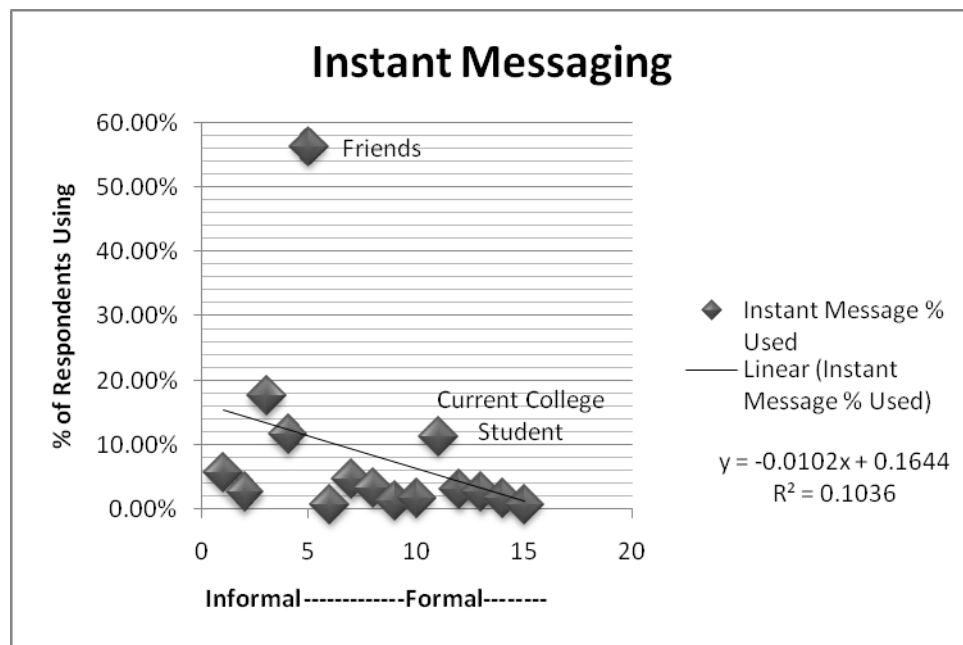 Instant Messaging
60.00%
50.00%
40.00%
30.00%
20.00%
10.00%
0.00%
% of Respondents Using
Friends
Current College
Student
0
5
10
15
20
Informal-------------Formal--------
Instant Message %
Used
Linear (Instant
Message % Used)
y = -0.0102x + 0.1644
R² = 0.1036